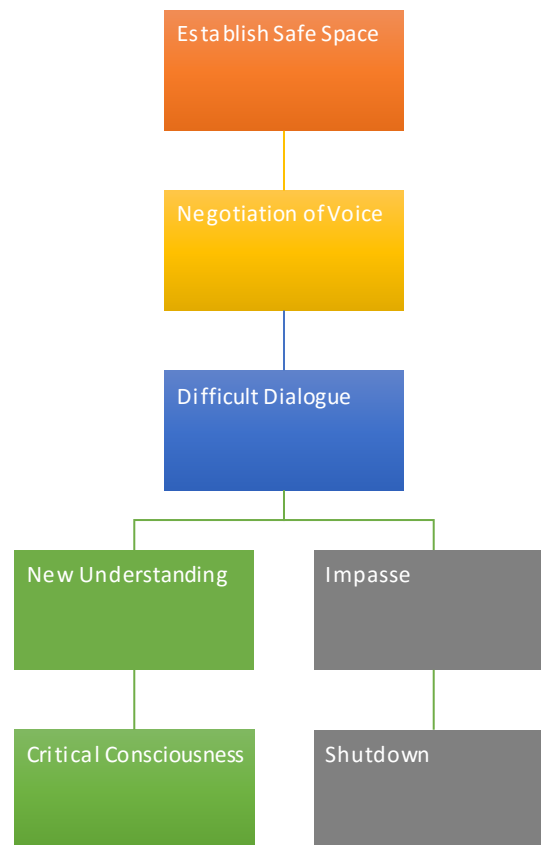 Establish Safe Space
Negotiation of Voice
Difficult Dialogue
New Understanding
Impasse
Critical Consciousness
Shutdown